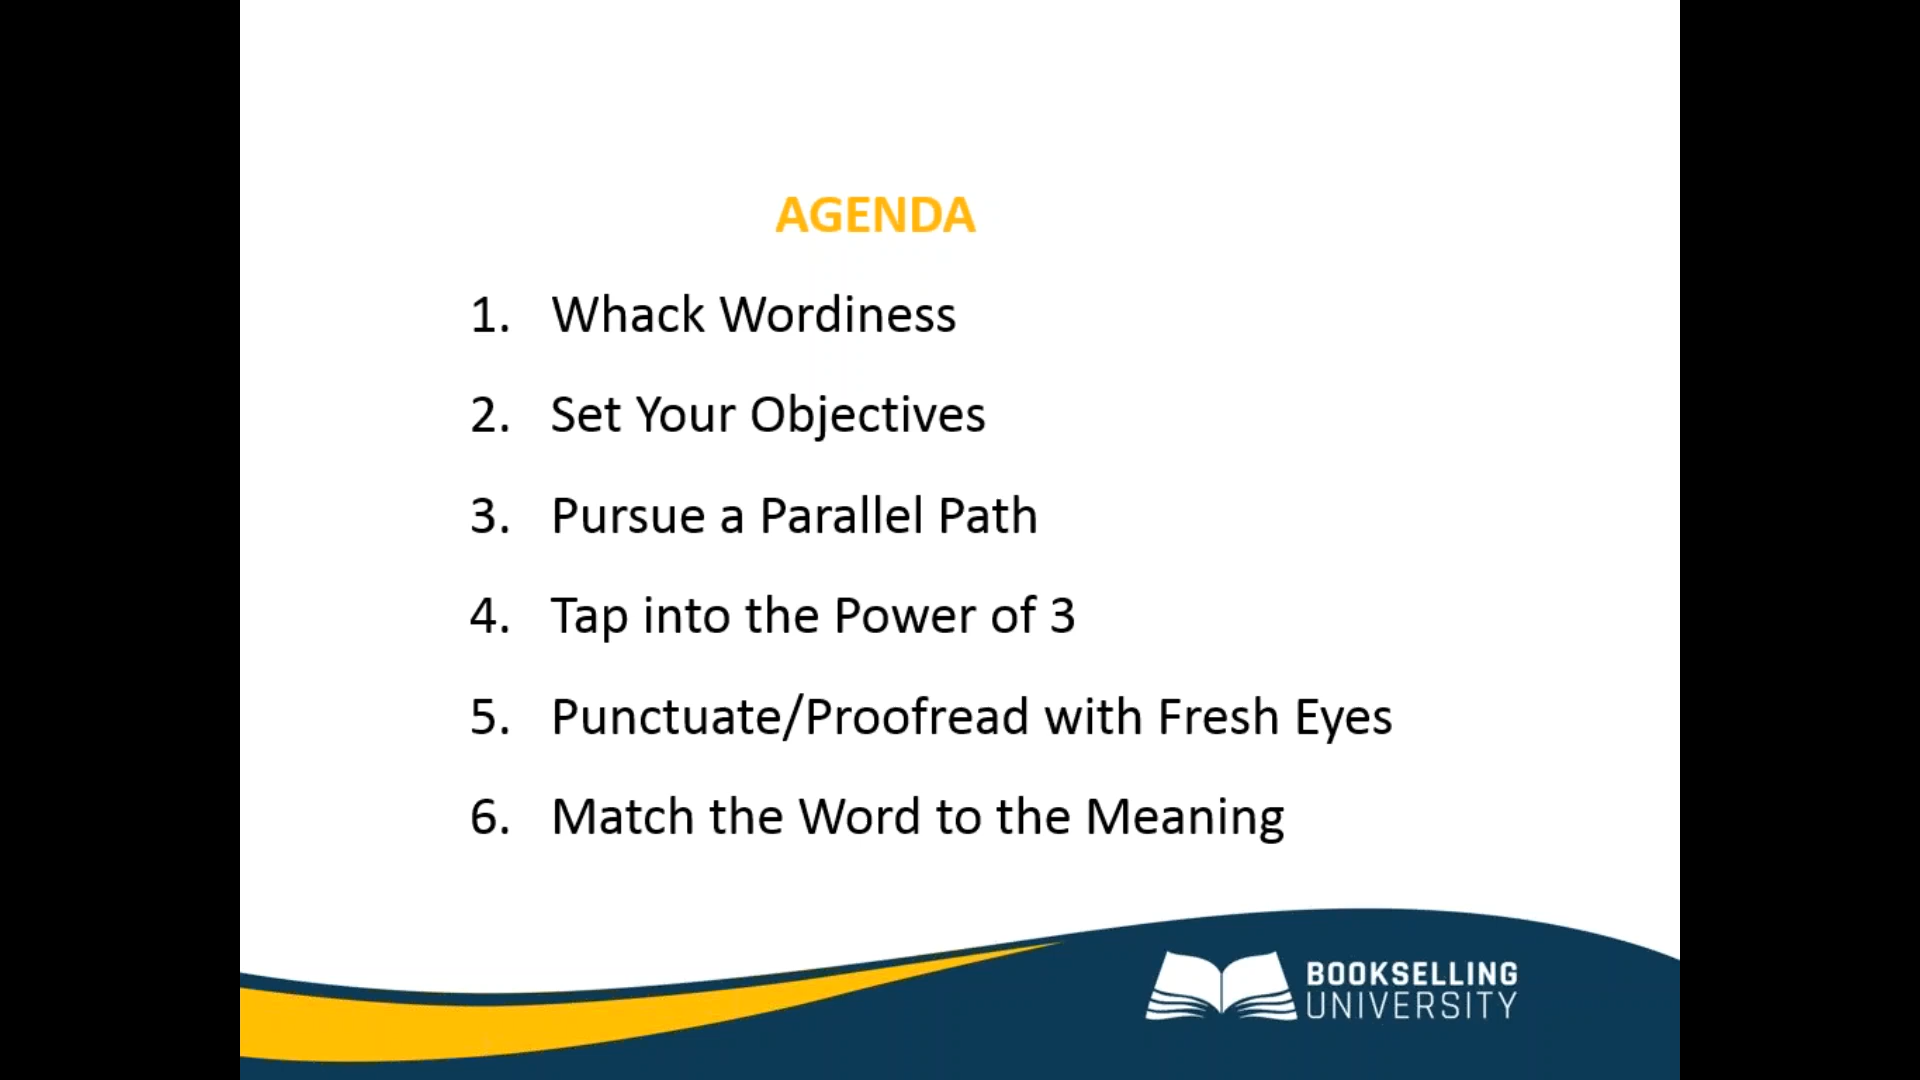 AGENDA
1. Whack Wordiness
2. Set Your Objectives
3. Pursue a Parallel Path
4. Tap into the Power of 3
5. Punctuate/Proofread with Fresh Eyes
6. Match the Word to the Meaning
BOOKSELLING
UNIVERSITY